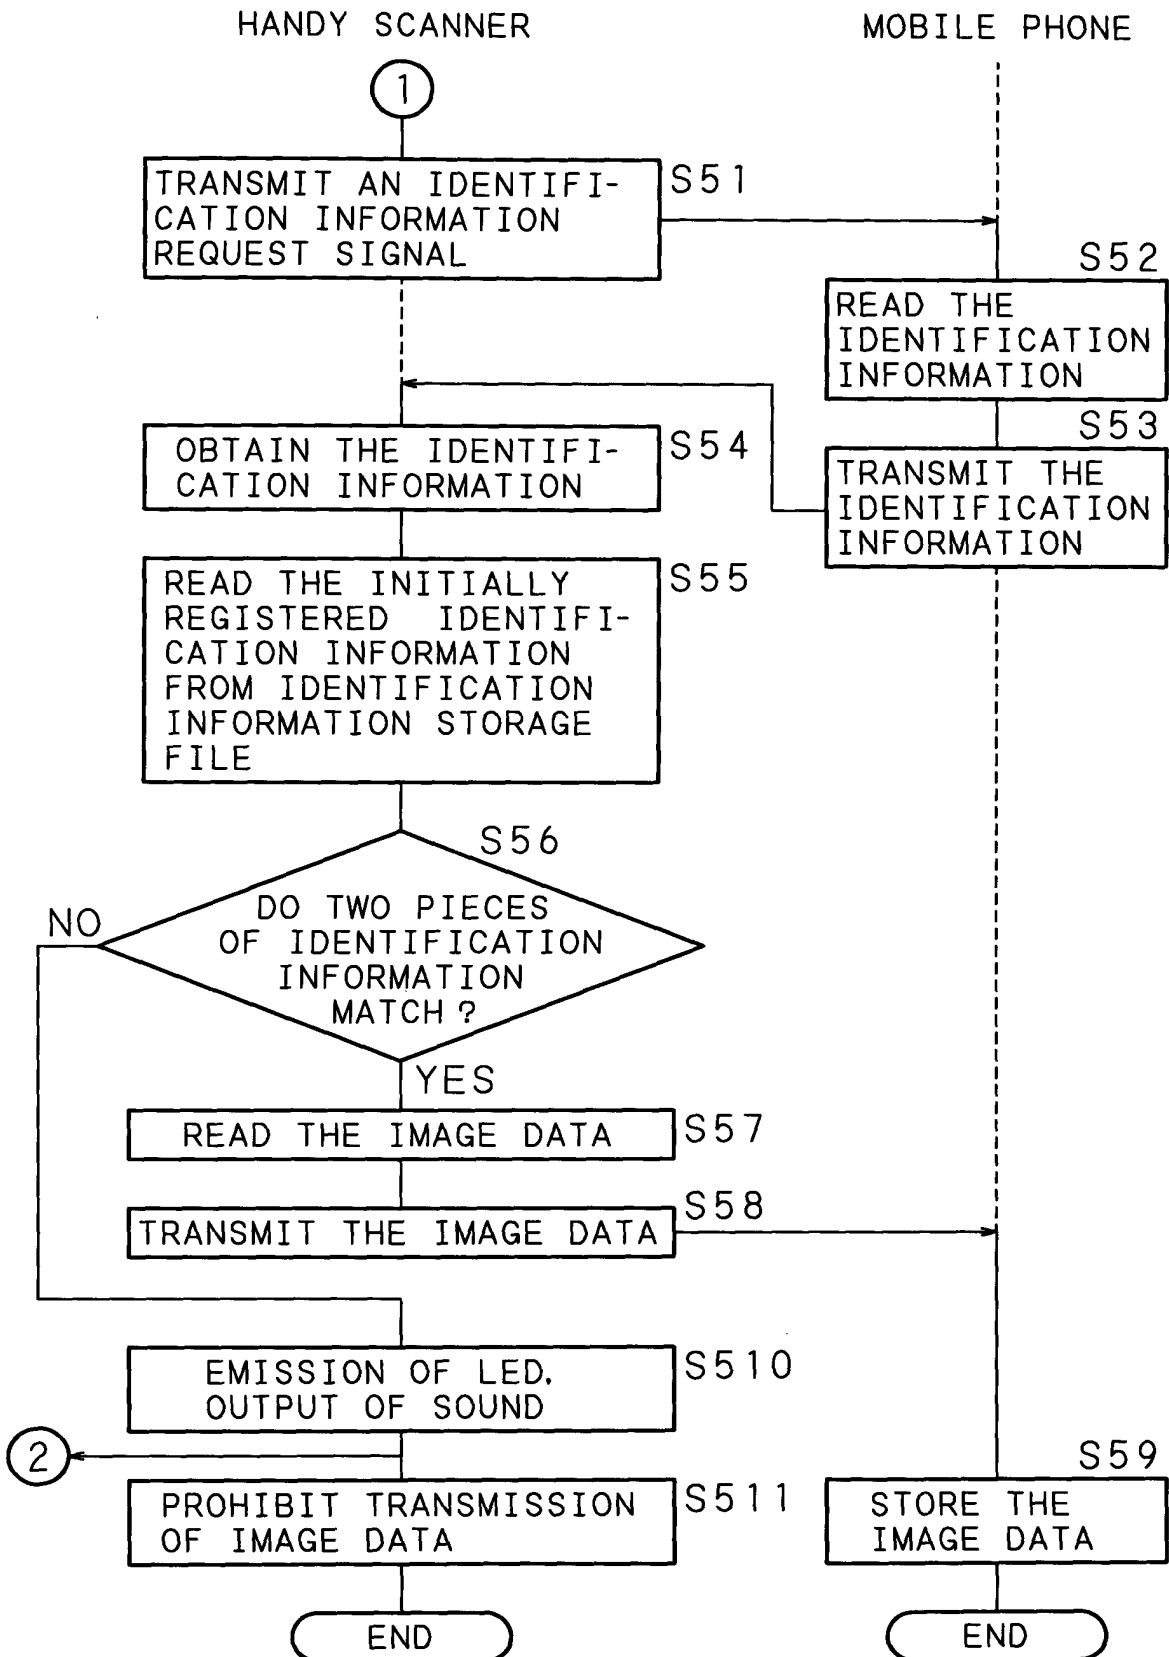 HANDY SCANNER
MOBILE PHONE
1
TRANSMIT AN IDENTIFI-
CATION INFORMATION
REQUEST SIGNAL
S51
S52
READ THE
IDENTIFICATION
INFORMATION
S53
TRANSMIT THE
IDENTIFICATION
INFORMATION
OBTAIN THE IDENTIFI-
CATION INFORMATION
S54
READ THE INITIALLY
REGISTERED IDENTIFI-
CATION INFORMATION
FROM IDENTIFICATION
INFORMATION STORAGE
FILE
S55
S56
DO TWO PIECES
OF IDENTIFICATION
INFORMATION
MATCH?
NO
YES
READ THE IMAGE DATA
S57
TRANSMIT THE IMAGE DATA
S58
EMISSION OF LED.
OUTPUT OF SOUND
S510
2
PROHIBIT TRANSMISSION
OF IMAGE DATA
S511
S59
STORE THE
IMAGE DATA
END
END